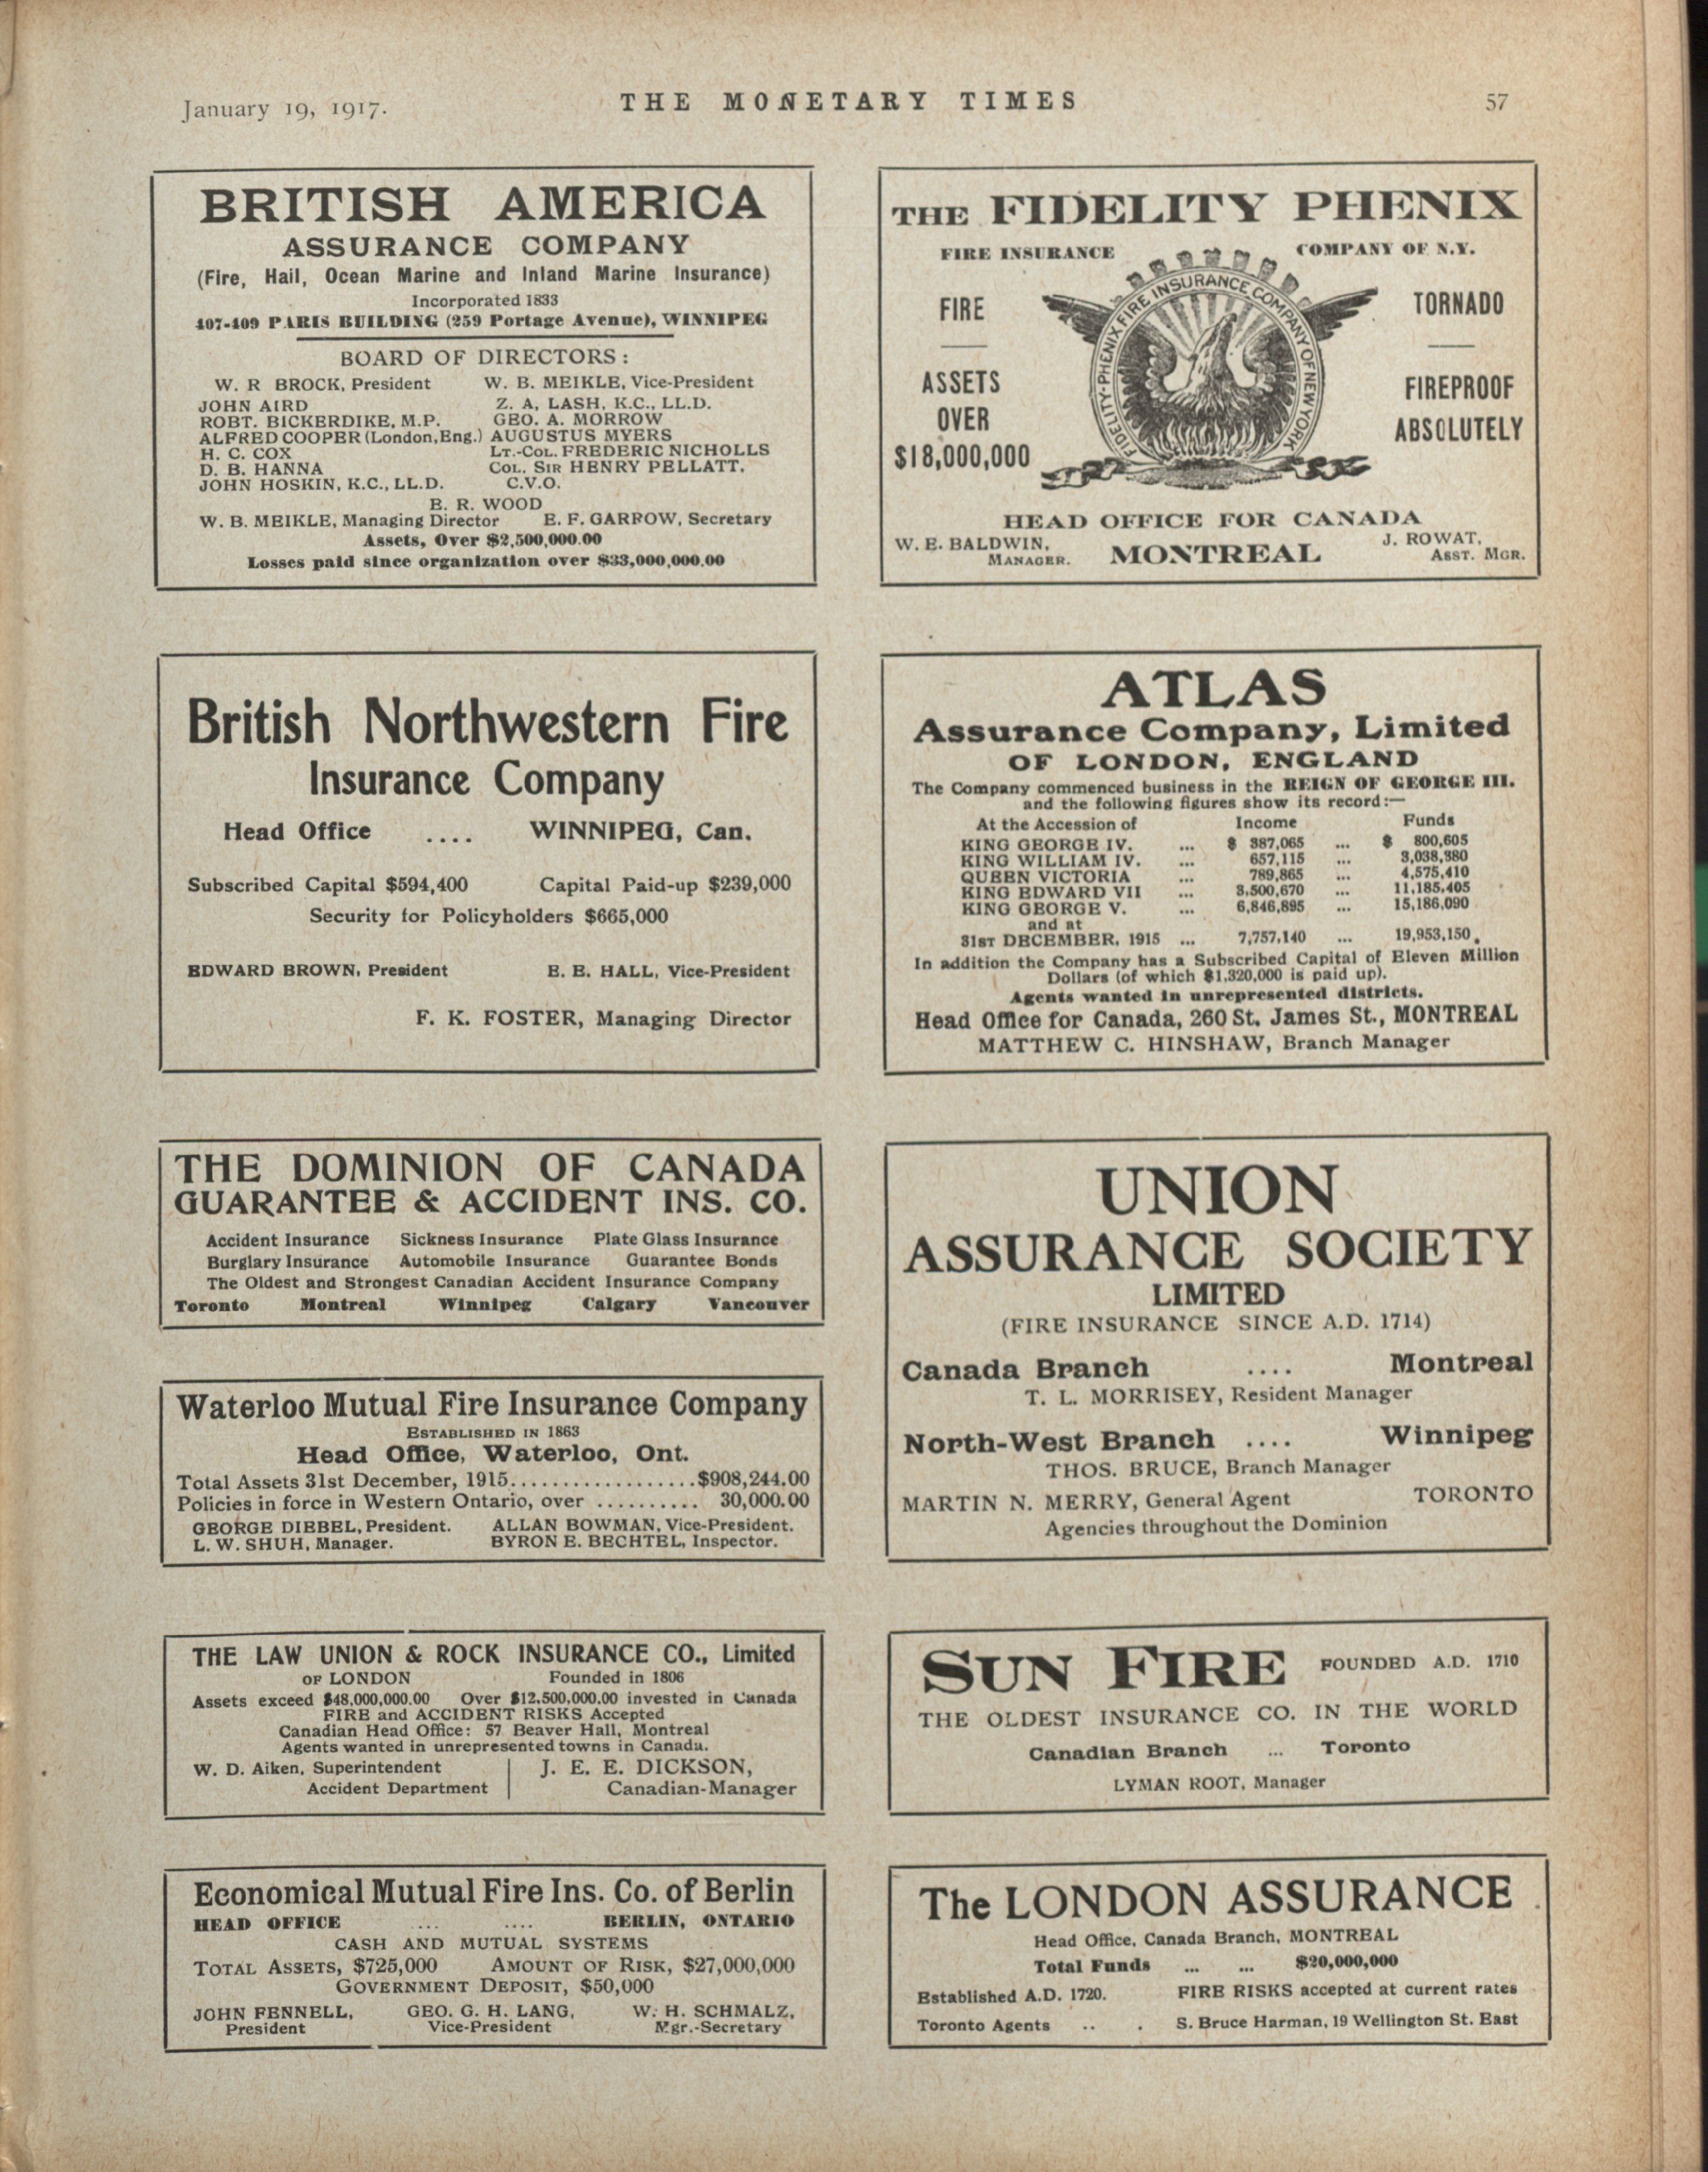 January 19, 1917.
THE MONETARY TIMES
57
BRITISH AMERICA
ASSURANCE COMPANY
(Fire, Hail, Ocean Marine and Inland Marine Insurance)
Incorporated 1833
407-409 PARIS BUILDING (259 Portage Avenue), WINNIPEG
BOARD OF DIRECTORS:
W. R BROCK, President W. B. MEIKLE, Vice-President
JOHN AIRD Z. A, LASH, K.C., LL.D.
ROBT. BICKERDIKE, M.P. GEO. A. MORROW
ALFRED COOPER (London, Eng.) AUGUSTUS MYERS
H. C. COX LT.-COL. FREDERIC NICHOLLS
D. B. HANNA COL. SIR HENRY PELLATT,
JOHN HOSKIN, K.C., LL.D. C.V.O.
E. R. WOOD
W. B. MEIKLE, Managing Director E. F. GARROW, Secretary
Assets, Over $2,500,000.00
Losses paid since organization over $33,000,000.00
British Northwestern Fire
Insurance Company
Head Office .... WINNIPEG, Can.
Subscribed Capital $594,400 Capital Paid-up $239,000
Security for Policyholders $665,000
EDWARD BROWN, President E. E. HALL, Vice-President
F. K. FOSTER, Managing Director
THE DOMINION OF CANADA
GUARANTEE & ACCIDENT INS. CO.
Accident Insurance Sickness Insurance Plate Glass Insurance
Burglary Insurance Automobile Insurance Guarantee Bonds
The Oldest and Strongest Canadian Accident Insurance Company
Toronto Montreal Winnipeg Calgary Vancouver
Waterloo Mutual Fire Insurance Company
ESTABLISHED IN 1863
Head Office, Waterloo, Ont.
Total Assets 31st December, 1915..................$908,244.00
Policies in force in Western Ontario, over .......... 30,000.00
GEORGE DIEBEL, President. ALLAN BOWMAN, Vice-President.
L. W. SHUH, Manager. BYRON E. BECHTEL, Inspector.
THE LAW UNION & ROCK INSURANCE CO., Limited
OF LONDON Founded in 1806
Assets exceed $48,000,000.00 Over $12,500,000.00 invested in Canada
FIRE and ACCIDENT RISKS Accepted
Canadian Head Office: 57 Beaver Hall, Montreal
Agents wanted in unrepresented towns in Canada.
W. D. Aiken, Superintendent J. E. E. DICKSON,
Accident Department Canadian-Manager
Economical Mutual Fire Ins. Co. of Berlin
HEAD OFFICE ... .... BERLIN, ONTARIO
CASH AND MUTUAL SYSTEMS
TOTAL ASSETS, $725,000 AMOUNT OF RISK, $27,000,000
GOVERNMENT DEPOSIT, $50,000
JOHN FENNELL, GEO. G. H. LANG, W. H. SCHMALZ,
President Vice-President Mgr.-Secretary
THE FIDELITY PHENIX
FIRE INSURANCE COMPANY OF N.Y.
FIDELITY-PHENIX FIRE INSURANCE COMPANY OF NEW YORK
FIRE TORNADO
ASSETS FIREPROOF
OVER ABSOLUTELY
$18,000,000
HEAD OFFICE FOR CANADA
W. E. BALDWIN, MONTREAL J. ROWAT,
MANAGER. ASST. MGR.
ATLAS
Assurance Company, Limited
OF LONDON, ENGLAND
The Company commenced business in the REIGN OF GEORGE III.
and the following figures show its record:—
At the Accession of Income Funds
KING GEORGE IV. ... $ 387,065 ... $ 800,605
KING WILLIAM IV. ... 657,115 ... 3,038,380
QUEEN VICTORIA ... 789,865 ... 4,575,410
KING EDWARD VII ... 3,500,670 ... 11,185,405
KING GEORGE V. ... 6,846,895 ... 15,186,090
and at
31ST DECEMBER, 1915 ... 7,757,140 ... 19,953,150
In addition the Company has a Subscribed Capital of Eleven Million
Dollars (of which $1,320,000 is paid up).
Agents wanted in unrepresented districts.
Head Office for Canada, 260 St. James St., MONTREAL
MATTHEW C. HINSHAW, Branch Manager
UNION
ASSURANCE SOCIETY
LIMITED
(FIRE INSURANCE SINCE A.D. 1714)
Canada Branch .... Montreal
T. L. MORRISEY, Resident Manager
North-West Branch .... Winnipeg
THOS. BRUCE, Branch Manager
MARTIN N. MERRY, General Agent TORONTO
Agencies throughout the Dominion
SUN FIRE FOUNDED A.D. 1710
THE OLDEST INSURANCE CO. IN THE WORLD
Canadian Branch ... Toronto
LYMAN ROOT, Manager
The LONDON ASSURANCE
Head Office, Canada Branch, MONTREAL
Total Funds ... ... $20,000,000
Established A.D. 1720. FIRE RISKS accepted at current rates
Toronto Agents .. . S. Bruce Harman, 19 Wellington St. East